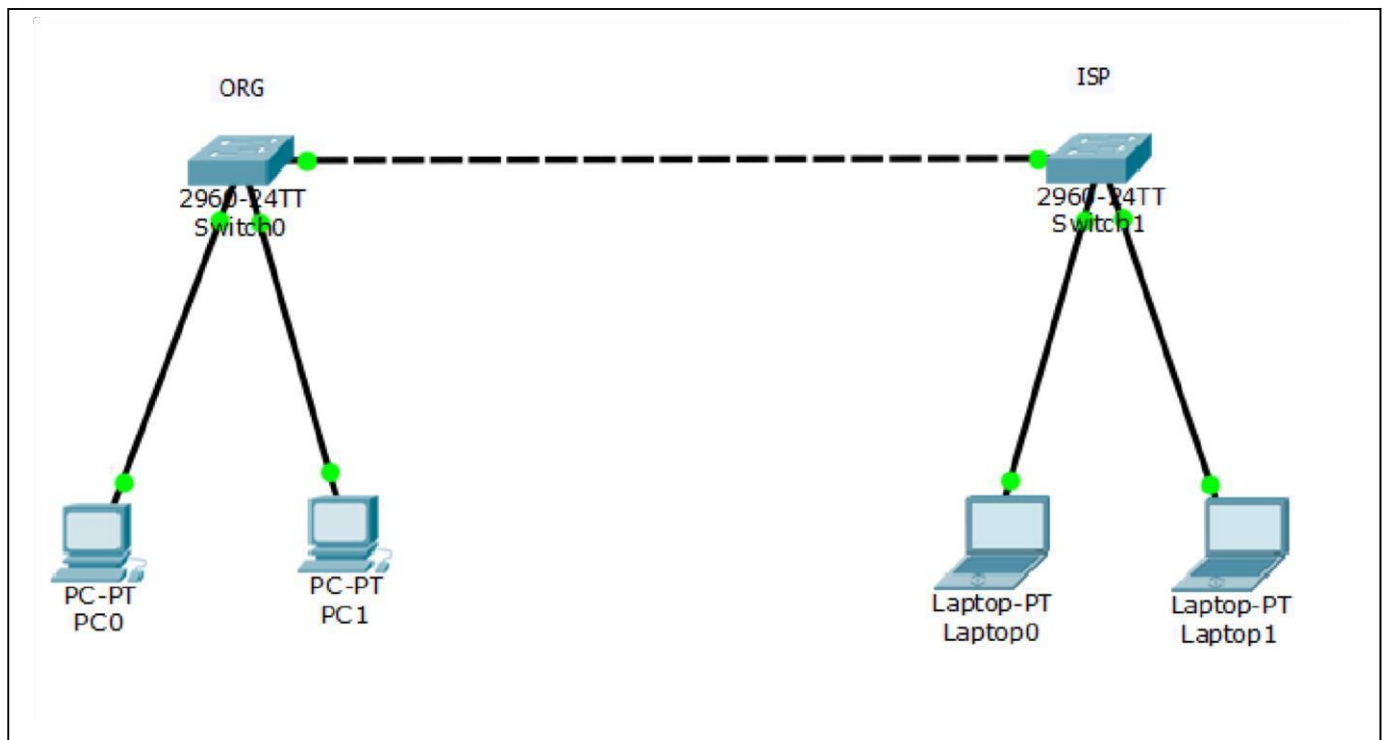 ORG
ISP
2960-24TT
Switch0
2960-24TT
Switch1
PC-PT
PC0
PC-PT
PC1
Laptop-PT
Laptop0
Laptop-PT
Laptop1